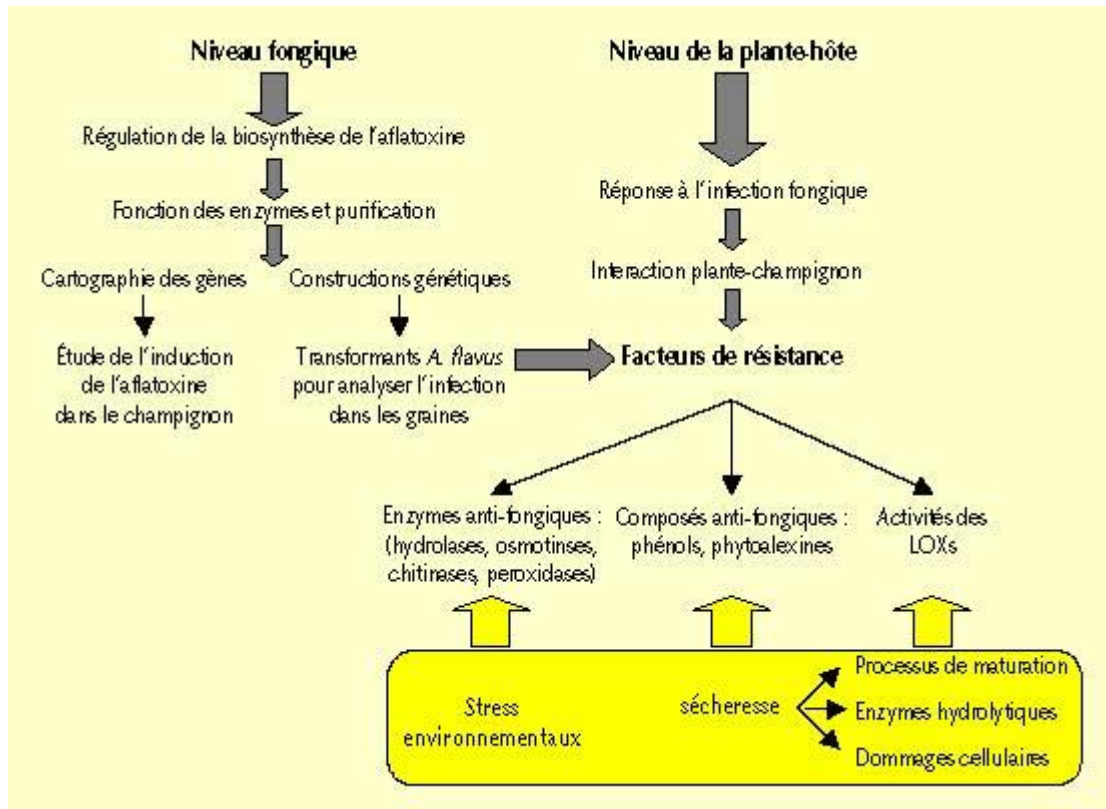 Niveau fongique
Niveau de la plante-hôte
Régulation de la biosynthèse de l'aflatoxine
Réponse à l'infection fongique
Fonction des enzymes et purification
Interaction plante-champignon
Cartographie des gènes
Constructions génétiques
Étude de l'induction
de l'aflatoxine
dans le champignon
Transformants A. flavus
pour analyser l'infection
dans les graines
Facteurs de résistance
Enzymes anti-fongiques :
(hydrolases, osmotinses,
chitinases, peroxidases)
Composés anti-fongiques :
phénols, phytoalexines
Activités des
LOXs
Stress
environnementaux
sécheresse
Processus de maturation
Enzymes hydrolytiques
Dommages cellulaires